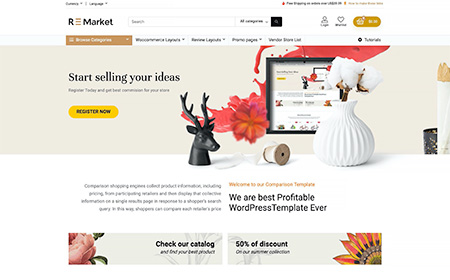 Currency
Language
Free Shipping on orders over US$39.99
How to make Boxer Mile
RE Market
Search
All categories
Login
Wishlist
$0.00
Browse Categories
Woocommerce Layouts
Review Layouts
Promo pages
Vendor Store List
Tutorials
Start selling your ideas
Register Today and get best commision for your store
REGISTER NOW
Comparison shopping engines collect product information, including
pricing, from participating retailers and then display that collective
information on a single results page in response to a shopper's search
query. In this way, shoppers can compare each retailer's price
Welcome to our Comparison Template
We are best Profitable
WordPressTemplate Ever
Check our catalog
and find your best product
50% of discount
On our summer collection